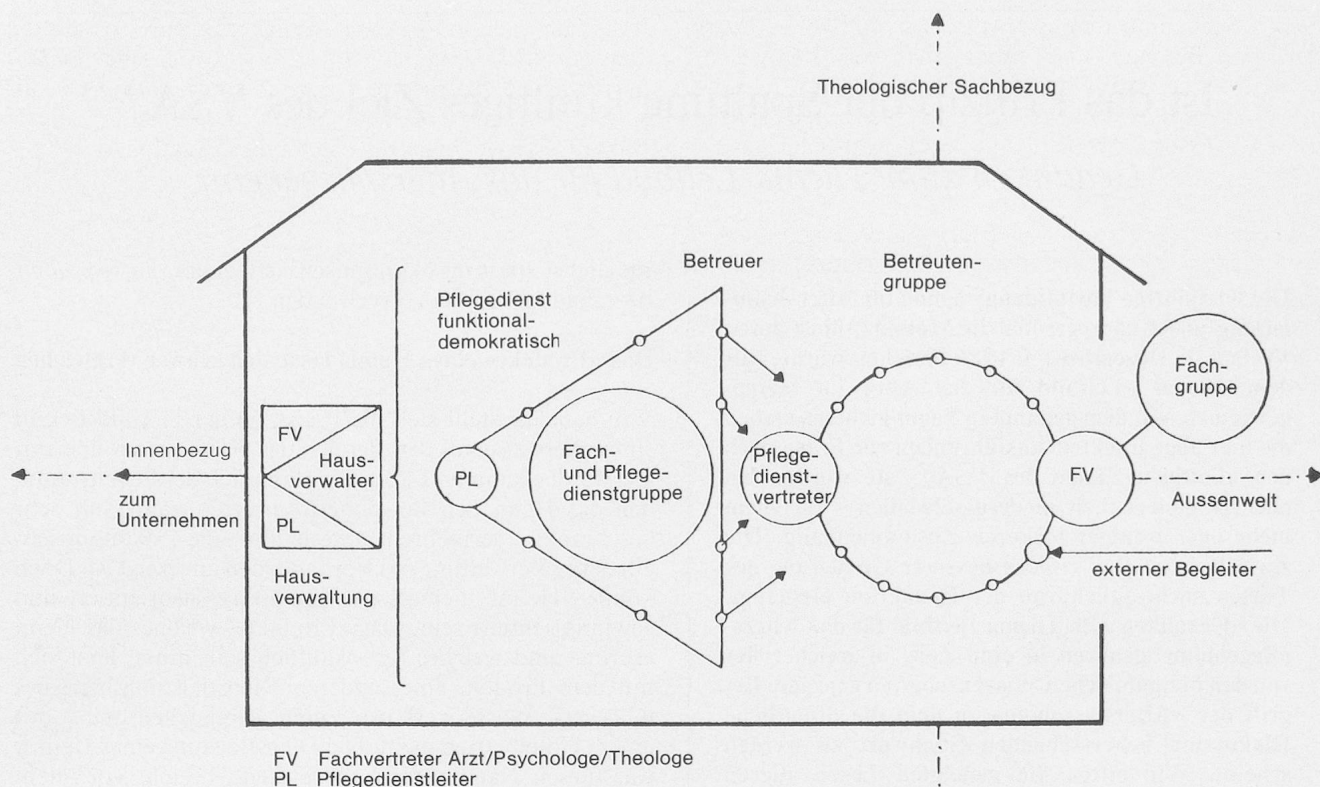 Theologischer Sachbezug
Betreuer
Betreuten-
gruppe
Pflegedienst
funktional-
demokratisch
Fach-
gruppe
FV
Innenbezug
Haus-
verwalter
PL
Fach-
und Pflege-
dienstgruppe
Pflege-
dienst-
vertreter
FV
zum
Unternehmen
Aussenwelt
PL
externer Begleiter
Haus-
verwaltung
FV Fachvertreter Arzt/Psychologe/Theologe
PL Pflegedienstleiter